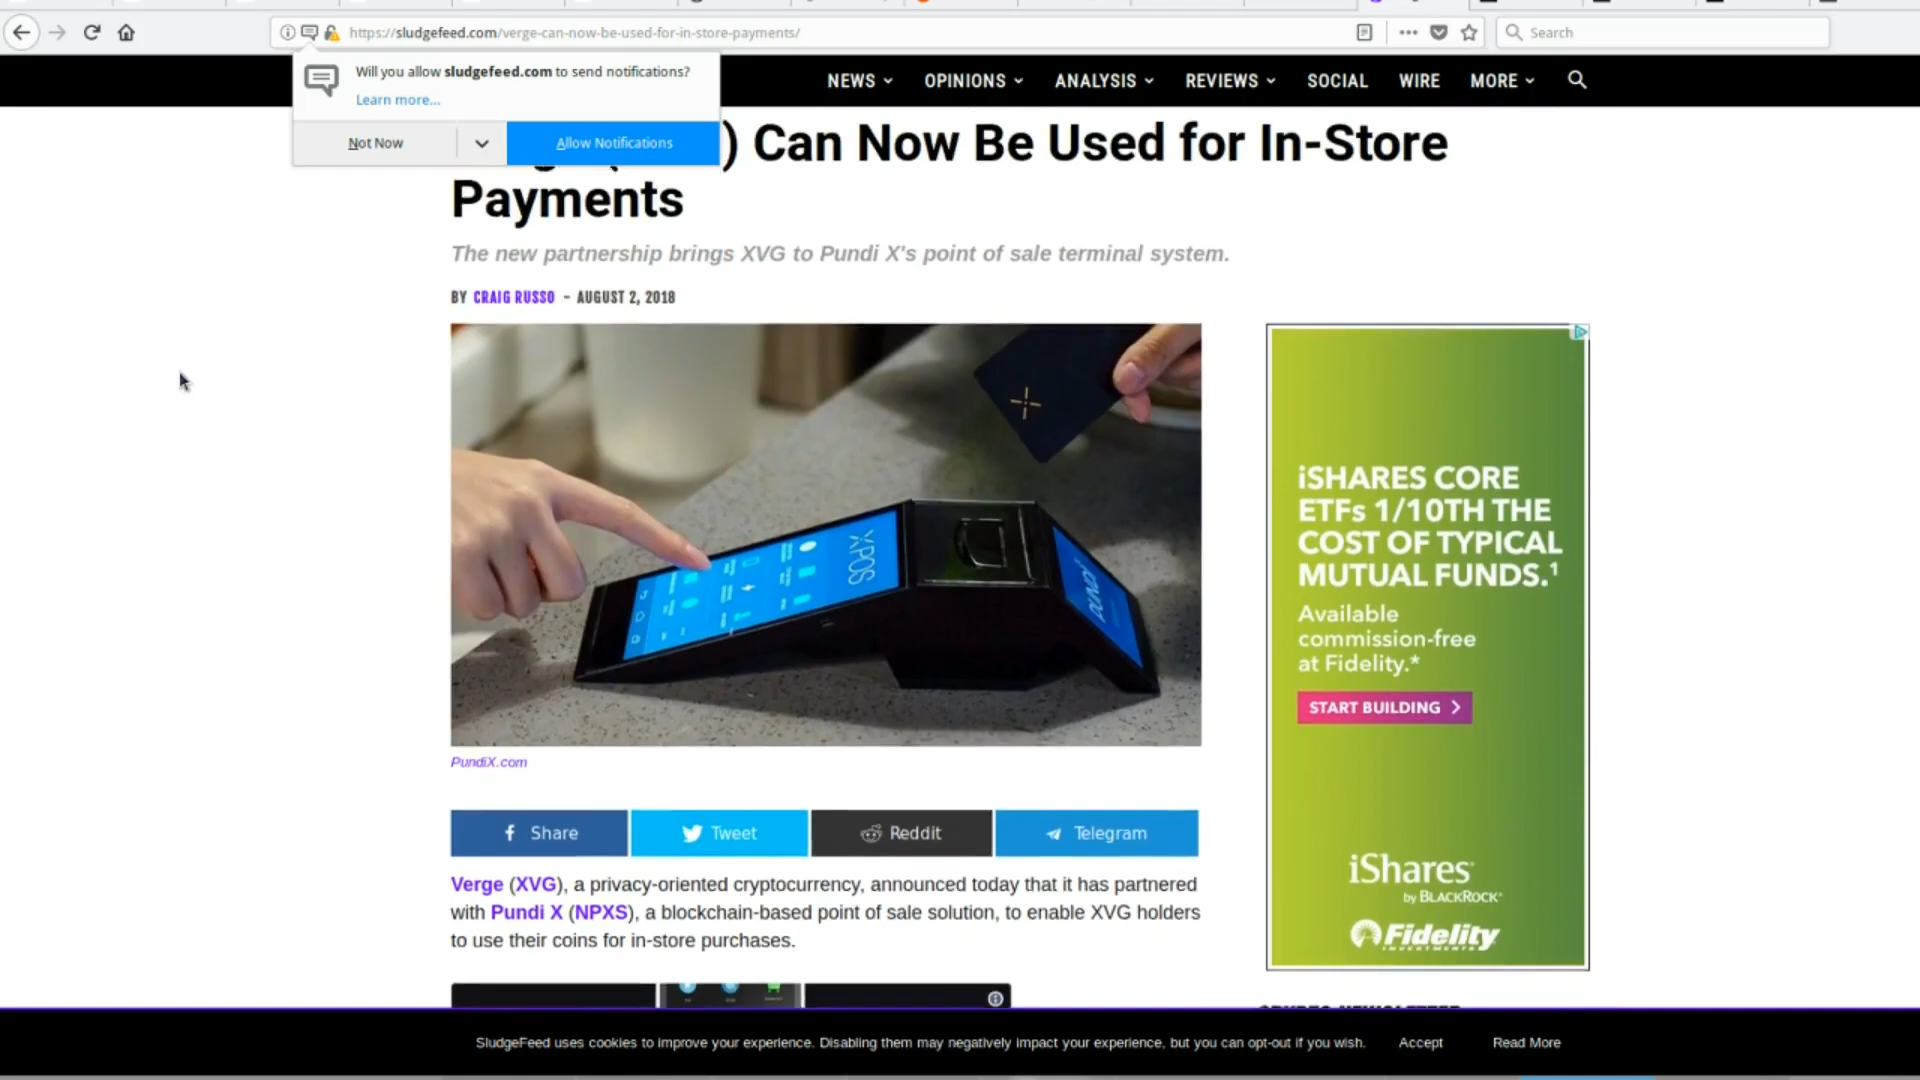 https://sludgefeed.com/verge-can-now-be-used-for-in-store-payments/
Search
Will you allow sludgefeed.com to send notifications?
Learn more...
Not Now
Allow Notifications
NEWS
OPINIONS
ANALYSIS
REVIEWS
SOCIAL
WIRE
MORE
) Can Now Be Used for In-Store
Payments
The new partnership brings XVG to Pundi X's point of sale terminal system.
BY CRAIG RUSSO - AUGUST 2, 2018
XPOS
PUNDI
PundiX.com
Share
Tweet
Reddit
Telegram
Verge (XVG), a privacy-oriented cryptocurrency, announced today that it has partnered
with Pundi X (NPXS), a blockchain-based point of sale solution, to enable XVG holders
to use their coins for in-store purchases.
iSHARES CORE
ETFs 1/10TH THE
COST OF TYPICAL
MUTUAL FUNDS.¹
Available
commission-free
at Fidelity.*
START BUILDING
iShares®
by BLACKROCK®
Fidelity
INVESTMENTS
SludgeFeed uses cookies to improve your experience. Disabling them may negatively impact your experience, but you can opt-out if you wish.
Accept
Read More